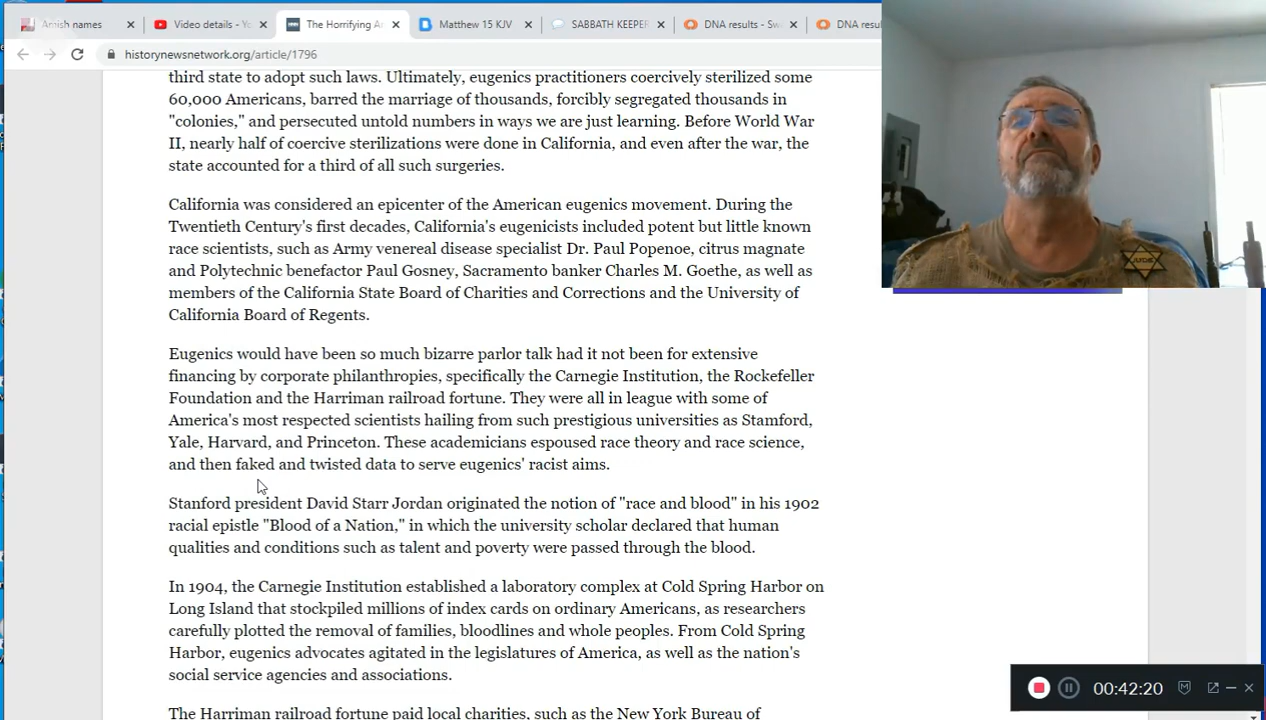 Amish names
Video details - Yo
The Horrifying Am
Matthew 15 KJV
SABBATH KEEPER
DNA results - Sw
DNA resul
historynewsnetwork.org/article/1796
third state to adopt such laws. Ultimately, eugenics practitioners coercively sterilized some
60,000 Americans, barred the marriage of thousands, forcibly segregated thousands in
"colonies," and persecuted untold numbers in ways we are just learning. Before World War
II, nearly half of coercive sterilizations were done in California, and even after the war, the
state accounted for a third of all such surgeries.
California was considered an epicenter of the American eugenics movement. During the
Twentieth Century's first decades, California's eugenicists included potent but little known
race scientists, such as Army venereal disease specialist Dr. Paul Popenoe, citrus magnate
and Polytechnic benefactor Paul Gosney, Sacramento banker Charles M. Goethe, as well as
members of the California State Board of Charities and Corrections and the University of
California Board of Regents.
Eugenics would have been so much bizarre parlor talk had it not been for extensive
financing by corporate philanthropies, specifically the Carnegie Institution, the Rockefeller
Foundation and the Harriman railroad fortune. They were all in league with some of
America's most respected scientists hailing from such prestigious universities as Stamford,
Yale, Harvard, and Princeton. These academicians espoused race theory and race science,
and then faked and twisted data to serve eugenics' racist aims.
Stanford president David Starr Jordan originated the notion of "race and blood" in his 1902
racial epistle "Blood of a Nation," in which the university scholar declared that human
qualities and conditions such as talent and poverty were passed through the blood.
In 1904, the Carnegie Institution established a laboratory complex at Cold Spring Harbor on
Long Island that stockpiled millions of index cards on ordinary Americans, as researchers
carefully plotted the removal of families, bloodlines and whole peoples. From Cold Spring
Harbor, eugenics advocates agitated in the legislatures of America, as well as the nation's
social service agencies and associations.
The Harriman railroad fortune paid local charities, such as the New York Bureau of
JUDE
00:42:20